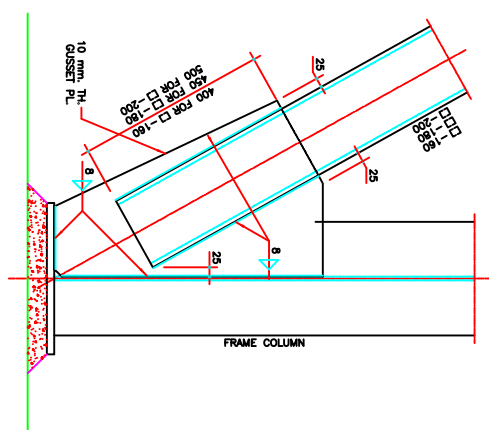 10 mm. TH.
GUSSET PL.
400 FOR □-160
450 FOR □-180
500 FOR □-200
25
□-160
□-180
□-200
25
8
8
25
FRAME COLUMN